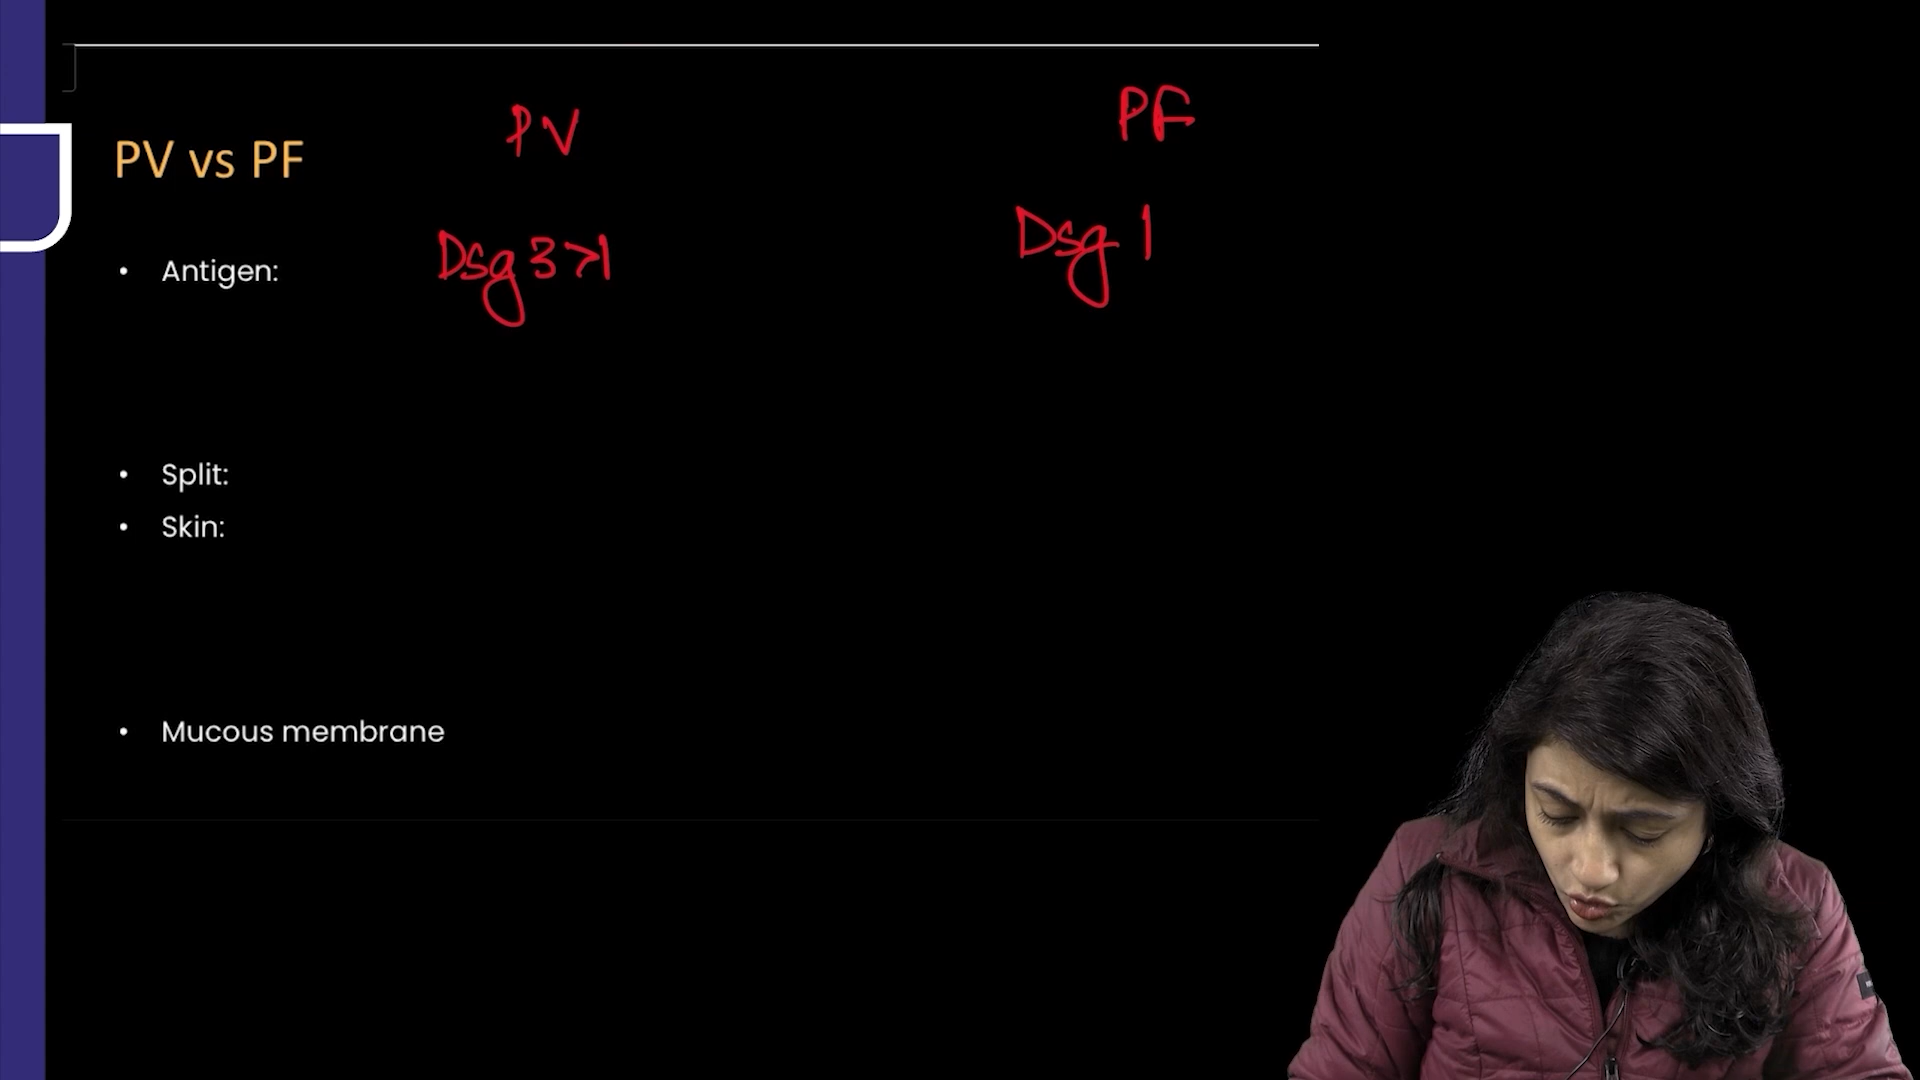 PV
PF
PV vs PF
Dsg 3>1
Dsg 1
• Antigen:
• Split:
• Skin:
• Mucous membrane